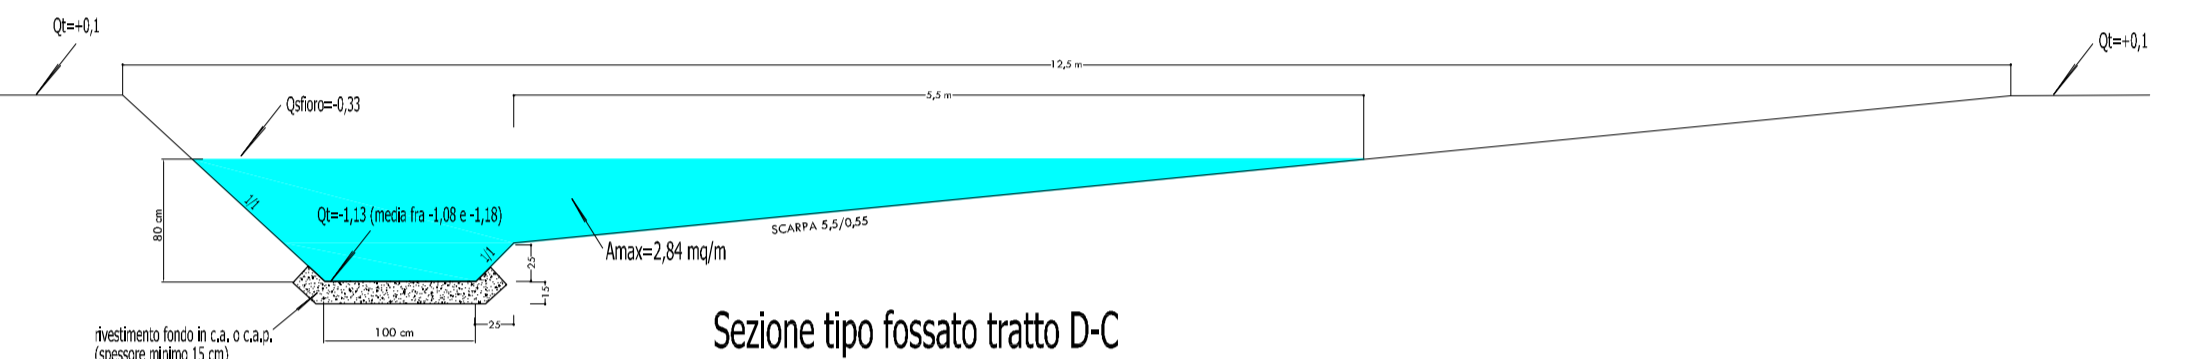 Qt=+0,1
Qt=+0,1
12,5 m
5,5 m
Qsfioro=-0,33
1/1
80 cm
Qt=-1,13 (media fra -1,08 e -1,18)
SCARPA 5,5/0,55
1/1
25
Amax=2,84 mq/m
15
25
100 cm
rivestimento fondo in c.a. o c.a.p.
(spessore minimo 15 cm)
Sezione tipo fossato tratto D-C